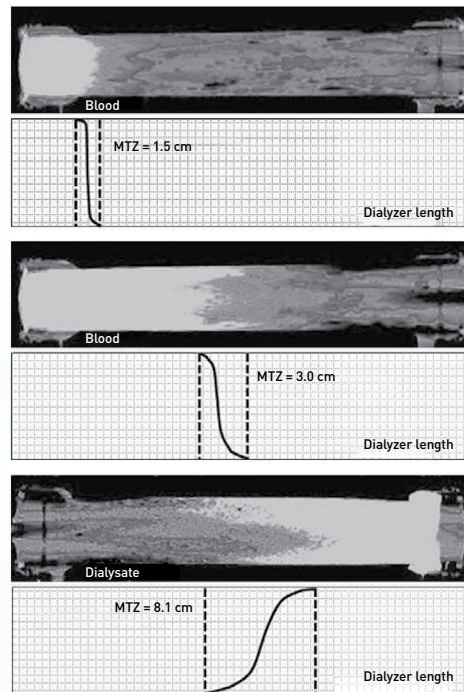 Blood
MTZ = 1.5 cm
Dialyzer length
Blood
MTZ = 3.0 cm
Dialyzer length
Dialysate
MTZ = 8.1 cm
Dialyzer length